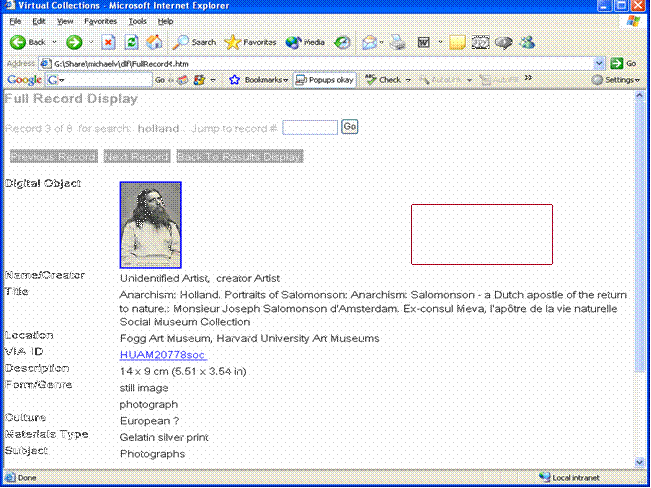 Virtual Collections - Microsoft Internet Explorer
File Edit View Favorites Tools Help
Back Search Favorites Media
Address G:\Share\michaelv\dlf\FullRecord4.htm Go
Google Go Bookmarks Popups okay Check AutoLink AutoFill Settings
Full Record Display
Record 3 of 8 for search: holland . Jump to record # Go
Previous Record Next Record Back To Results Display
Digital Object
Name/Creator Unidentified Artist, creator Artist
Title Anarchism: Holland. Portraits of Salomonson: Anarchism: Salomonson - a Dutch apostle of the return
to nature.: Monsieur Joseph Salomonson d'Amsterdam. Ex-consul Meva, l'apôtre de la vie naturelle
Social Museum Collection
Location Fogg Art Museum, Harvard University Art Museums
VIA ID HUAM20778soc
Description 14 x 9 cm (5.51 x 3.54 in)
Form/Genre still image
photograph
Culture European ?
Materials Type Gelatin silver print
Subject Photographs
Done Local intranet